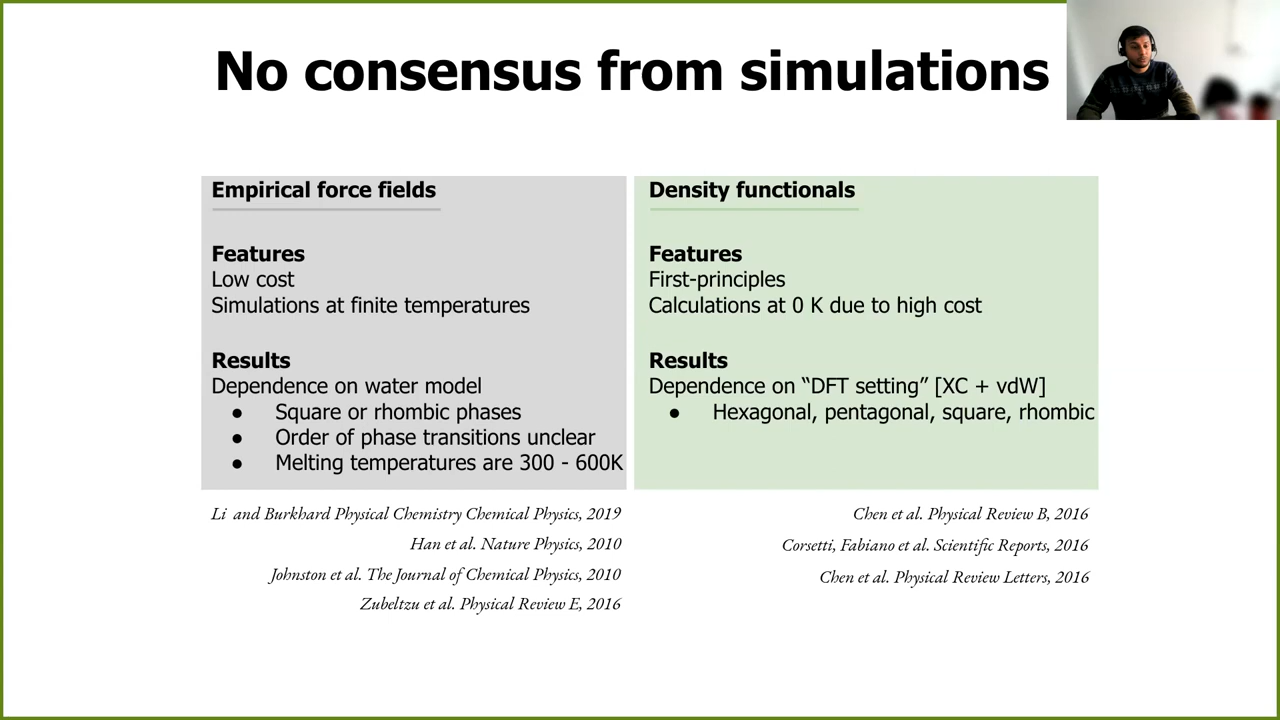 No consensus from simulations
Empirical force fields
Features
Low cost
Simulations at finite temperatures
Results
Dependence on water model
● Square or rhombic phases
● Order of phase transitions unclear
● Melting temperatures are 300 - 600K
Li and Burkhard Physical Chemistry Chemical Physics, 2019
Han et al. Nature Physics, 2010
Johnston et al. The Journal of Chemical Physics, 2010
Zubeltzu et al. Physical Review E, 2016
Density functionals
Features
First-principles
Calculations at 0 K due to high cost
Results
Dependence on “DFT setting” [XC + vdW]
● Hexagonal, pentagonal, square, rhombic
Chen et al. Physical Review B, 2016
Corsetti, Fabiano et al. Scientific Reports, 2016
Chen et al. Physical Review Letters, 2016